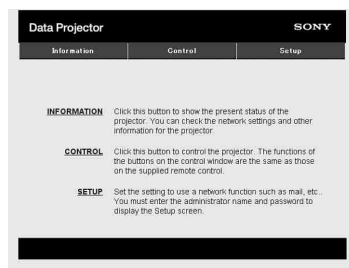 Data Projector SONY
Information Control Setup
INFORMATION Click this button to show the present status of the
projector. You can check the network settings and other
information for the projector.
CONTROL Click this button to control the projector. The functions of
the buttons on the control window are the same as those
on the supplied remote control.
SETUP Set the setting to use a network function such as mail, etc..
You must enter the administrator name and password to
display the Setup screen.